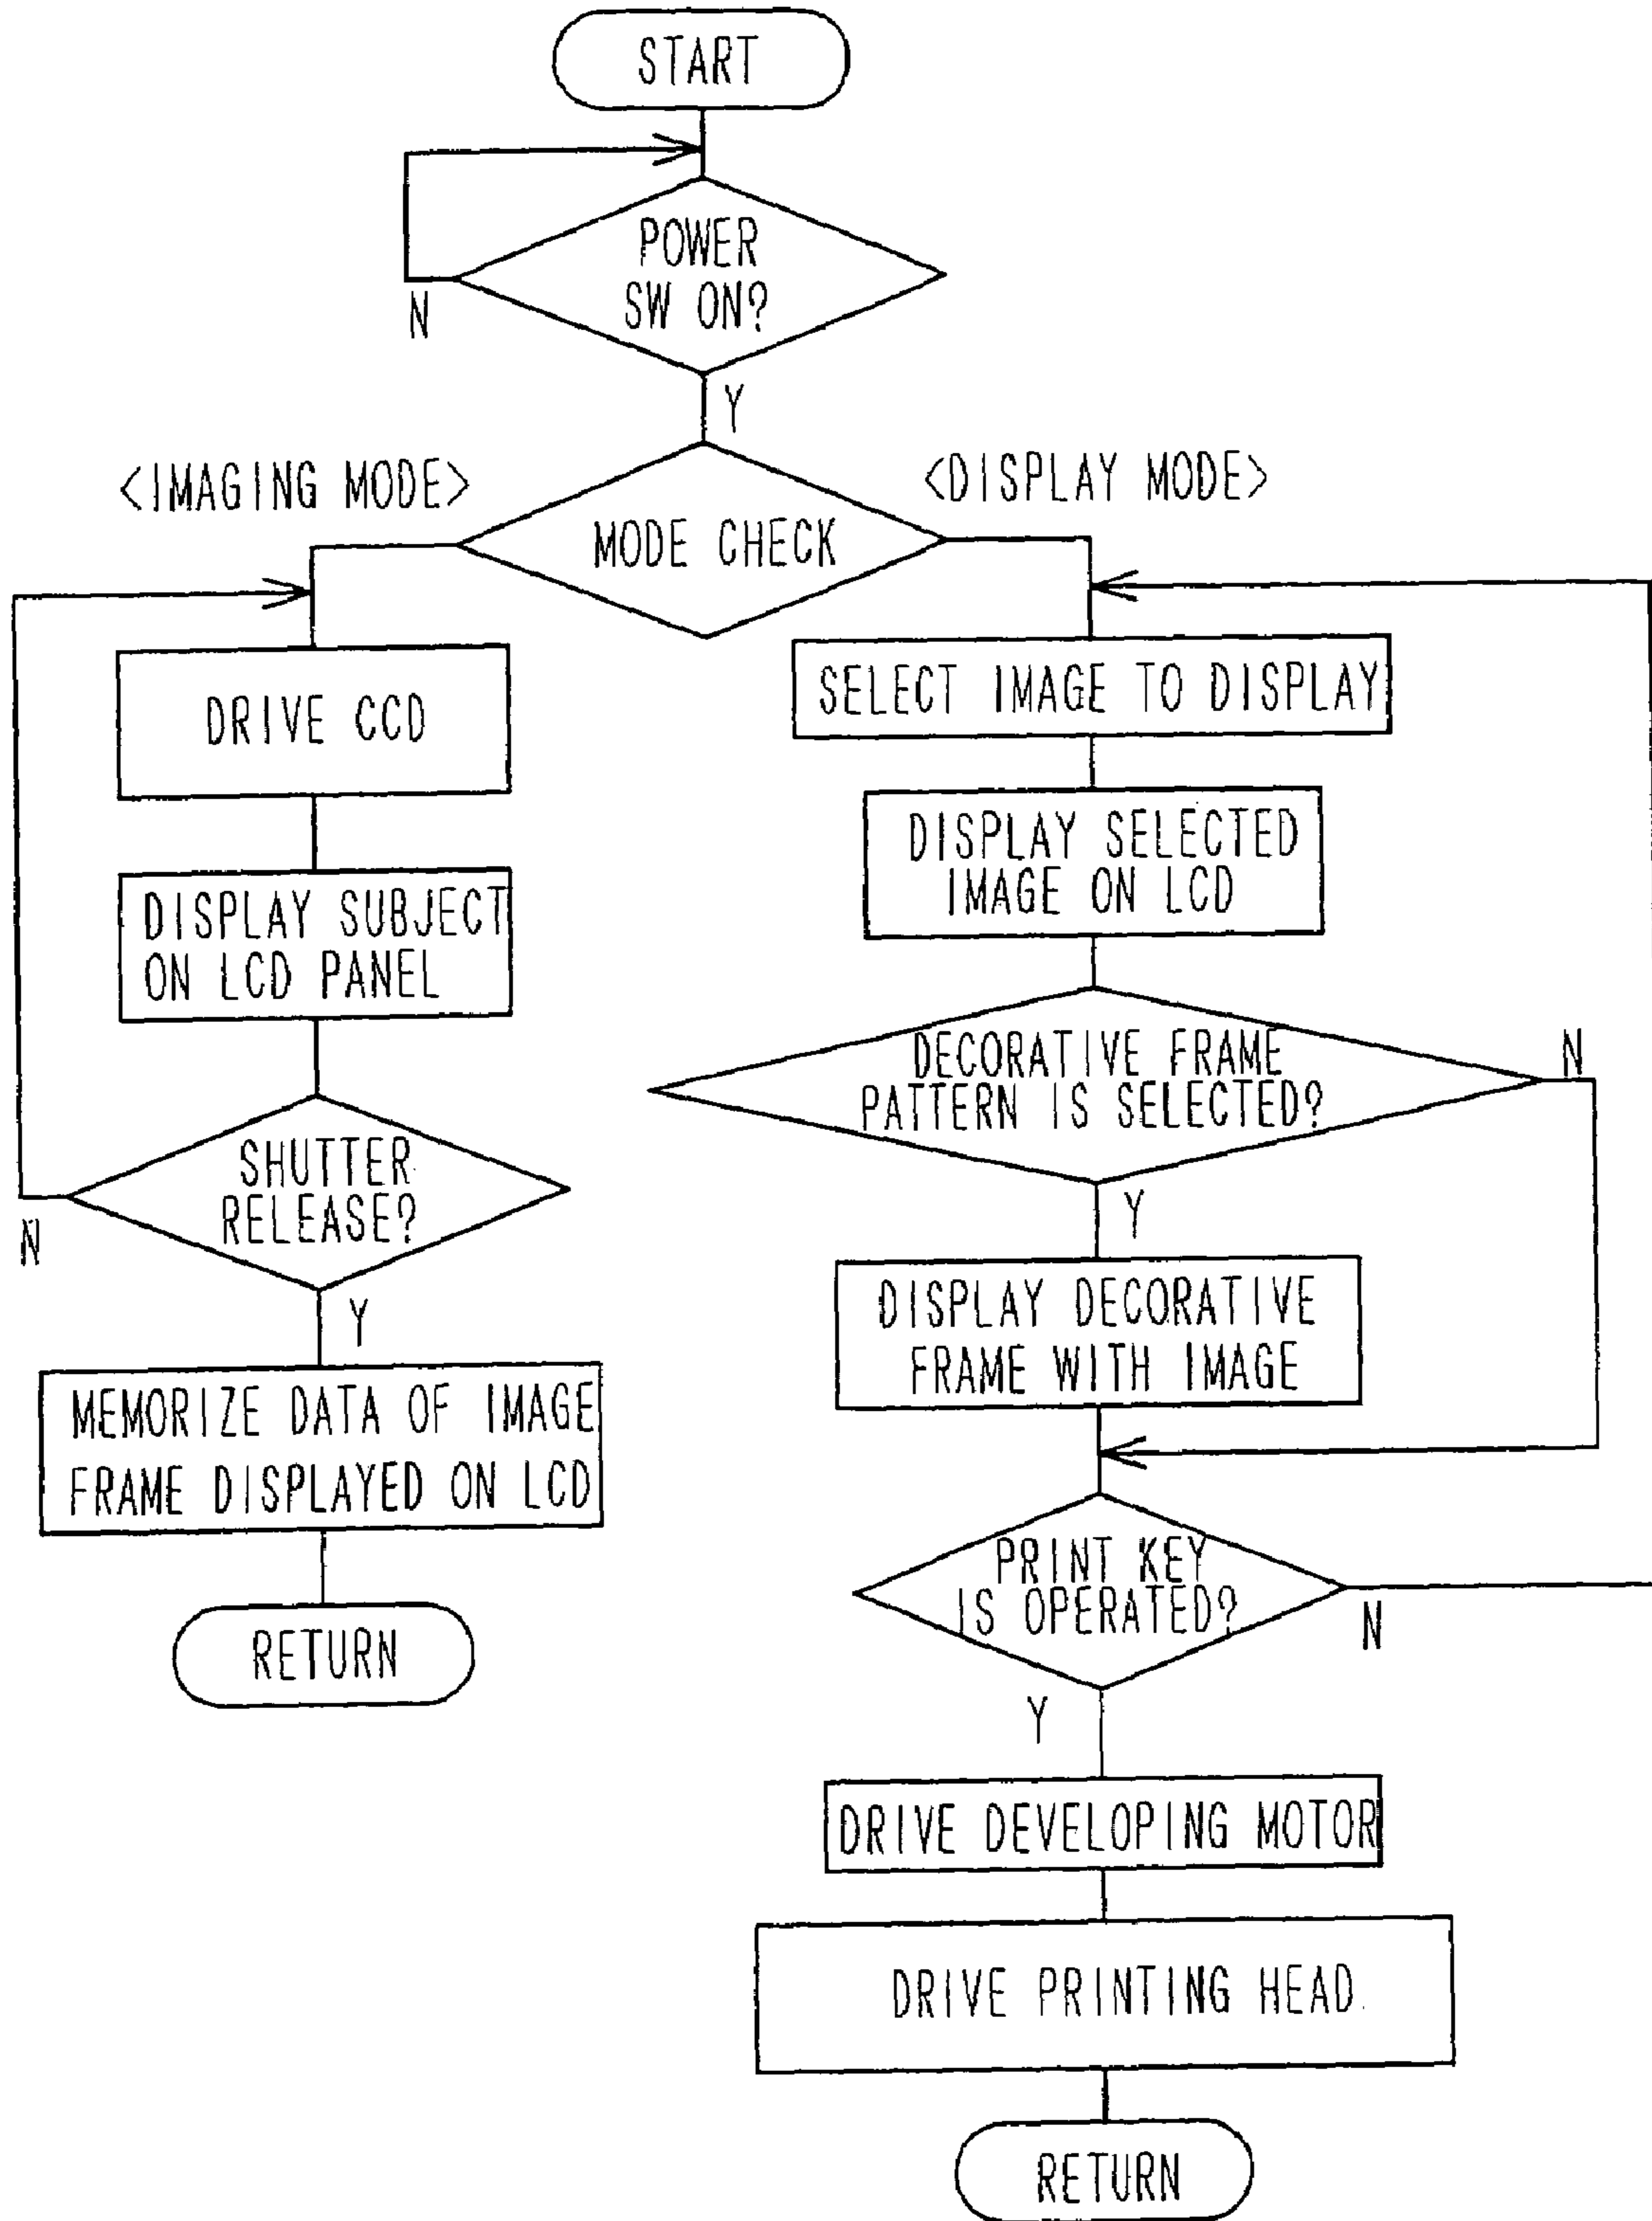 START
POWER
SW ON?
N
Y
<IMAGING MODE>
<DISPLAY MODE>
MODE CHECK
DRIVE CCD
DISPLAY SUBJECT
ON LCD PANEL
SHUTTER
RELEASE?
N
Y
MEMORIZE DATA OF IMAGE
FRAME DISPLAYED ON LCD
RETURN
SELECT IMAGE TO DISPLAY
DISPLAY SELECTED
IMAGE ON LCD
DECORATIVE FRAME
PATTERN IS SELECTED?
N
Y
DISPLAY DECORATIVE
FRAME WITH IMAGE
PRINT KEY
IS OPERATED?
N
Y
DRIVE DEVELOPING MOTOR
DRIVE PRINTING HEAD
RETURN